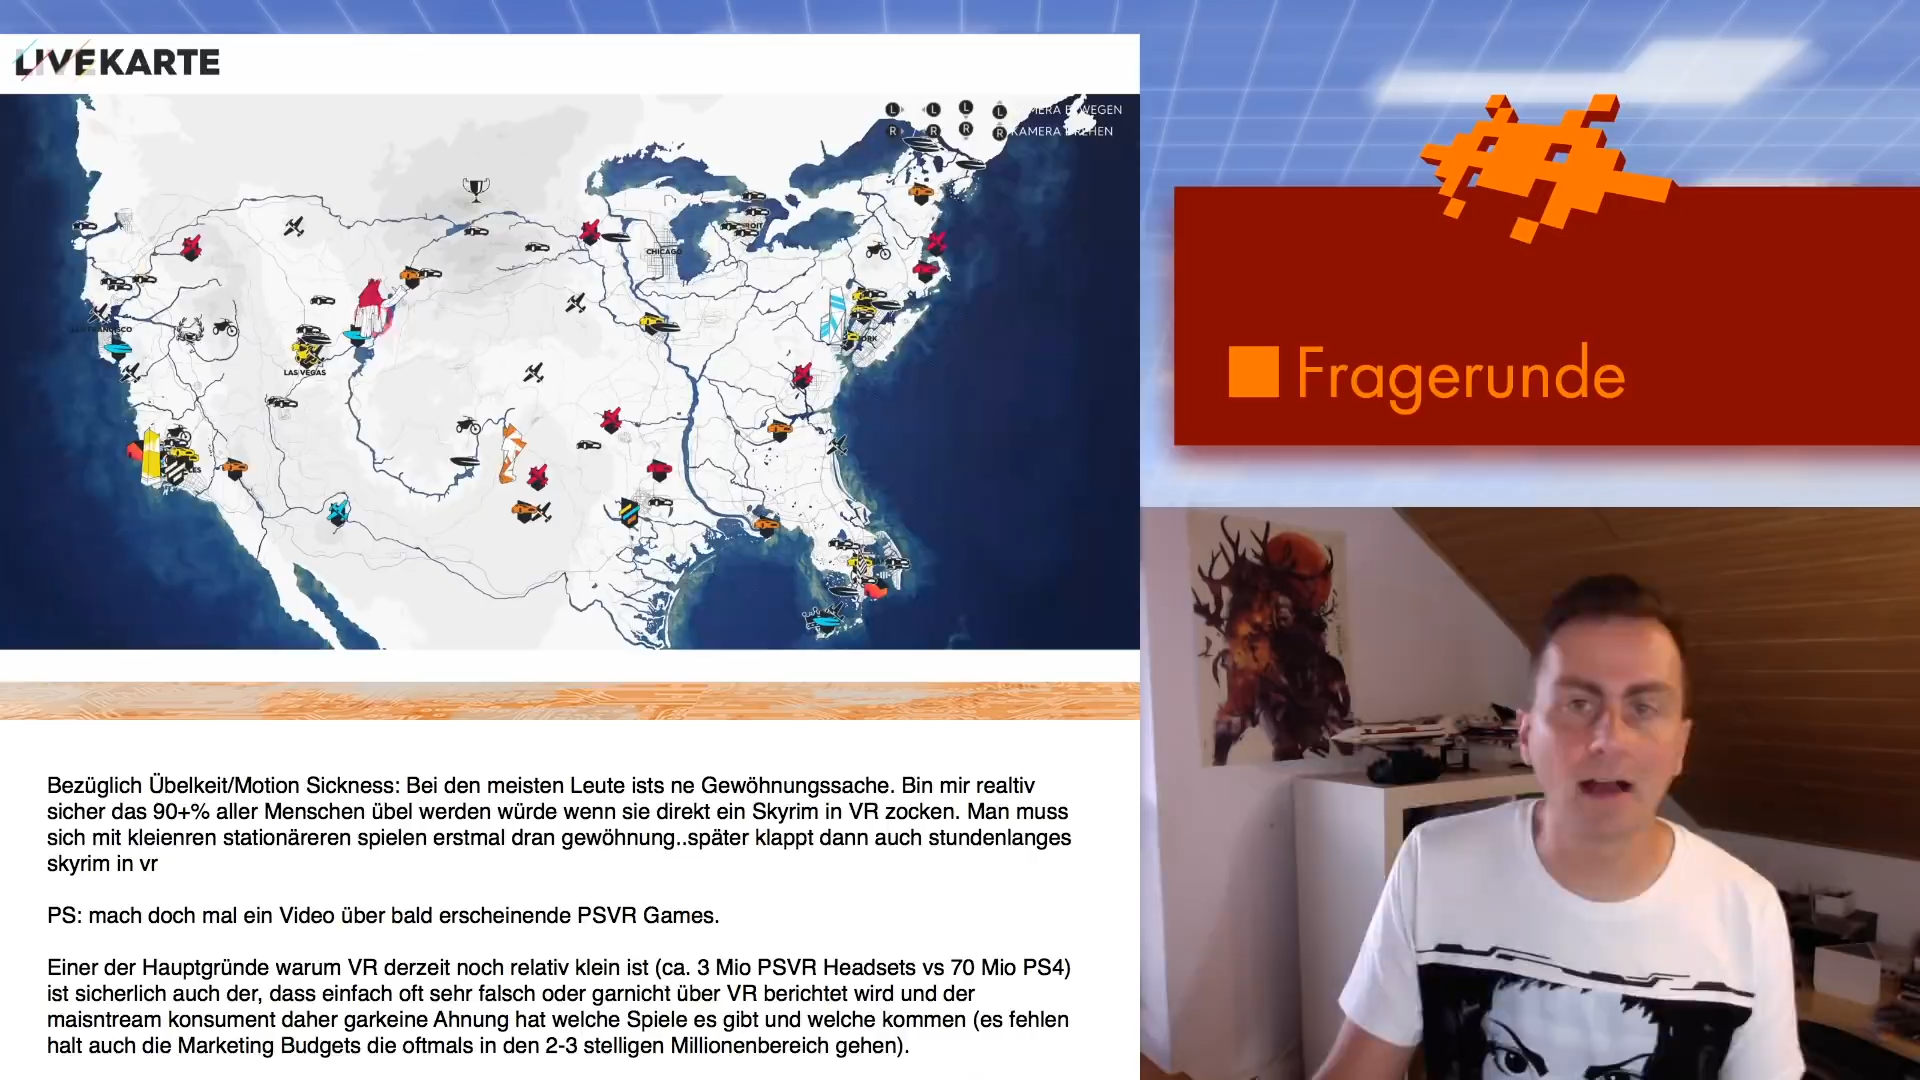 LIVEKARTE
KAMERA DREHEN
CHICAGO
LAS VEGAS
Fragerunde
Bezüglich Übelkeit/Motion Sickness: Bei den meisten Leute ists ne Gewöhnungssache. Bin mir realtiv
sicher das 90+% aller Menschen übel werden würde wenn sie direkt ein Skyrim in VR zocken. Man muss
sich mit kleienren stationäreren spielen erstmal dran gewöhnung..später klappt dann auch stundenlanges
skyrim in vr
PS: mach doch mal ein Video über bald erscheinende PSVR Games.
Einer der Hauptgründe warum VR derzeit noch relativ klein ist (ca. 3 Mio PSVR Headsets vs 70 Mio PS4)
ist sicherlich auch der, dass einfach oft sehr falsch oder garnicht über VR berichtet wird und der
maisntream konsument daher garkeine Ahnung hat welche Spiele es gibt und welche kommen (es fehlen
halt auch die Marketing Budgets die oftmals in den 2-3 stelligen Millionenbereich gehen).